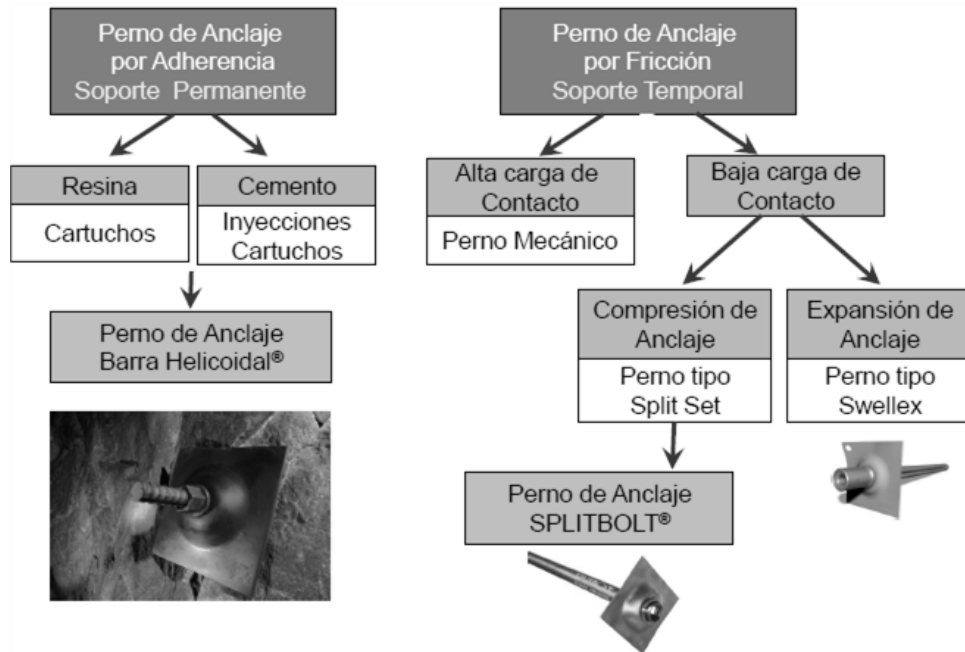 Perno de Anclaje
por Adherencia
Soporte Permanente
Resina
Cartuchos
Cemento
Inyecciones
Cartuchos
Perno de Anclaje
Barra Helicoidal®
Perno de Anclaje
por Fricción
Soporte Temporal
Alta carga de
Contacto
Perno Mecánico
Baja carga de
Contacto
Compresión de
Anclaje
Perno tipo
Split Set
Expansión de
Anclaje
Perno tipo
Swellex
Perno de Anclaje
SPLITBOLT®